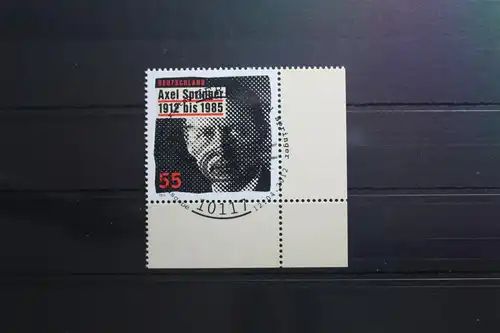 DEUTSCHLAND
Axel Springer
1912 bis 1985
55
10117